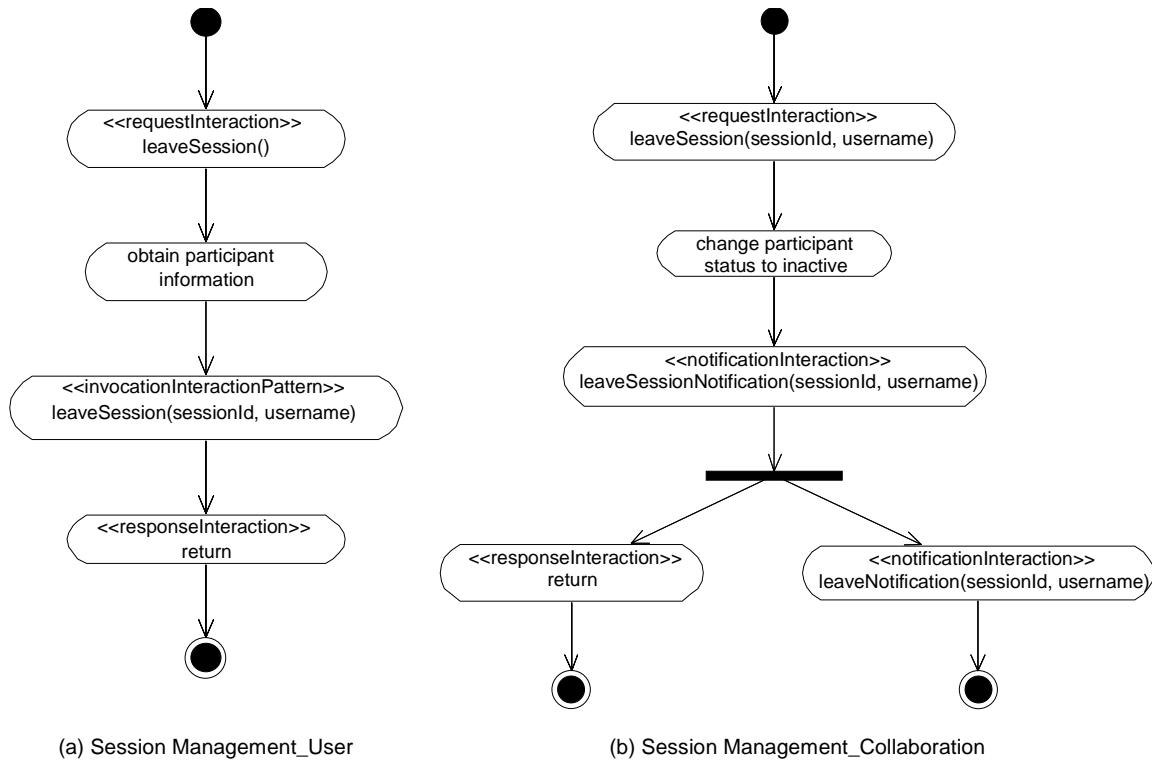 <<requestInteraction>>
leaveSession()
obtain participant
information
<<invocationInteractionPattern>>
leaveSession(sessionId, username)
<<responseInteraction>>
return
(a) Session Management_User
<<requestInteraction>>
leaveSession(sessionId, username)
change participant
status to inactive
<<notificationInteraction>>
leaveSessionNotification(sessionId, username)
<<responseInteraction>>
return
<<notificationInteraction>>
leaveNotification(sessionId, username)
(b) Session Management_Collaboration